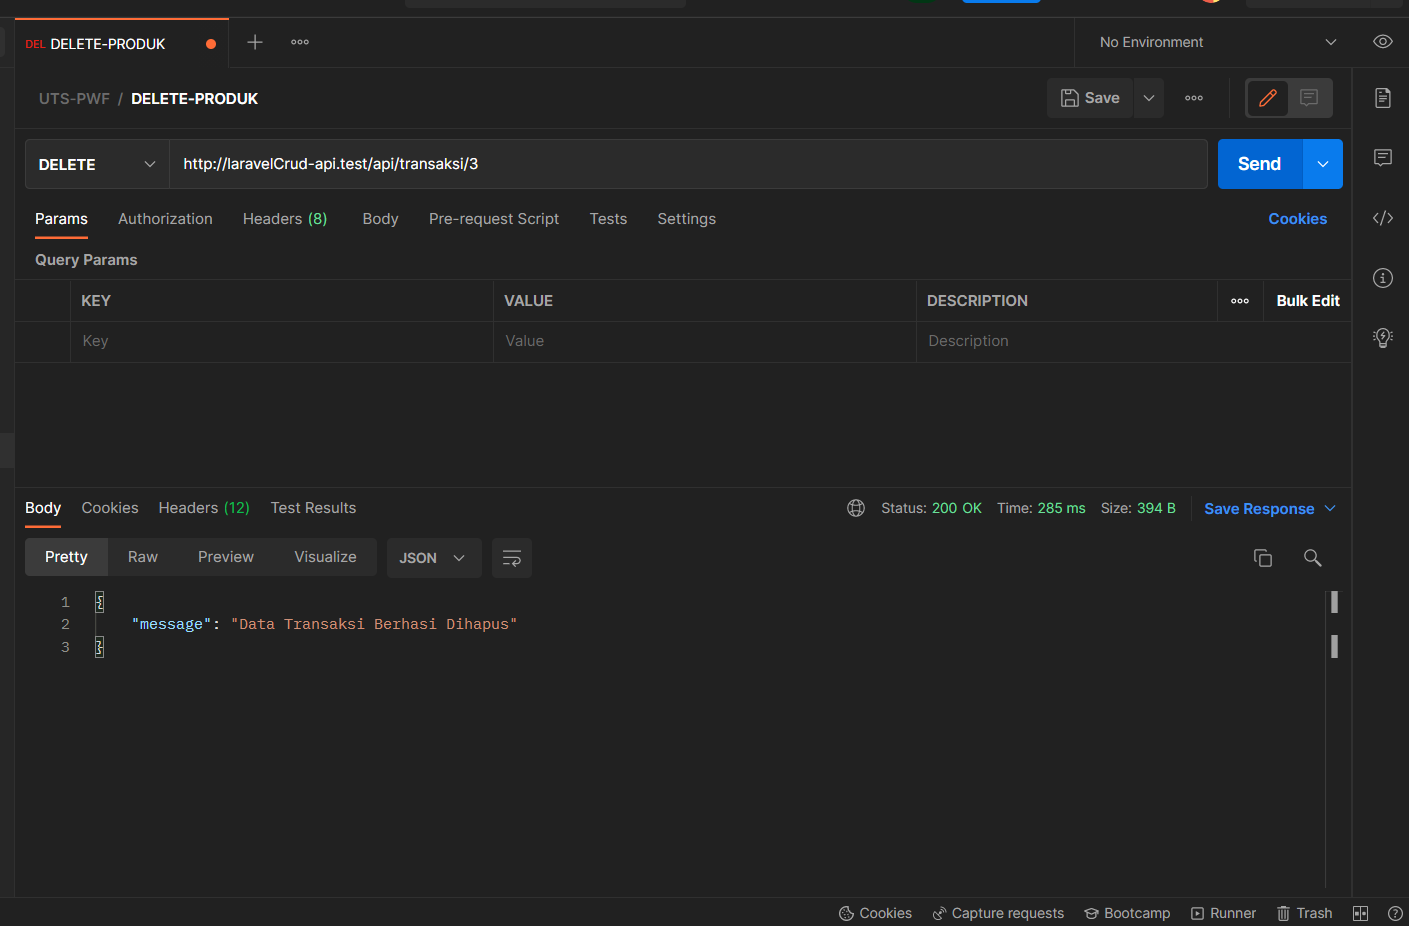 DEL DELETE-PRODUK
No Environment
UTS-PWF / DELETE-PRODUK
Save
DELETE
http://laravelCrud-api.test/api/transaksi/3
Send
Params Authorization Headers (8) Body Pre-request Script Tests Settings Cookies
Query Params
KEY VALUE DESCRIPTION Bulk Edit
Key Value Description
Body Cookies Headers (12) Test Results Status: 200 OK Time: 285 ms Size: 394 B Save Response
Pretty Raw Preview Visualize JSON
1 {
2 "message": "Data Transaksi Berhasi Dihapus"
3 }
Cookies Capture requests Bootcamp Runner Trash